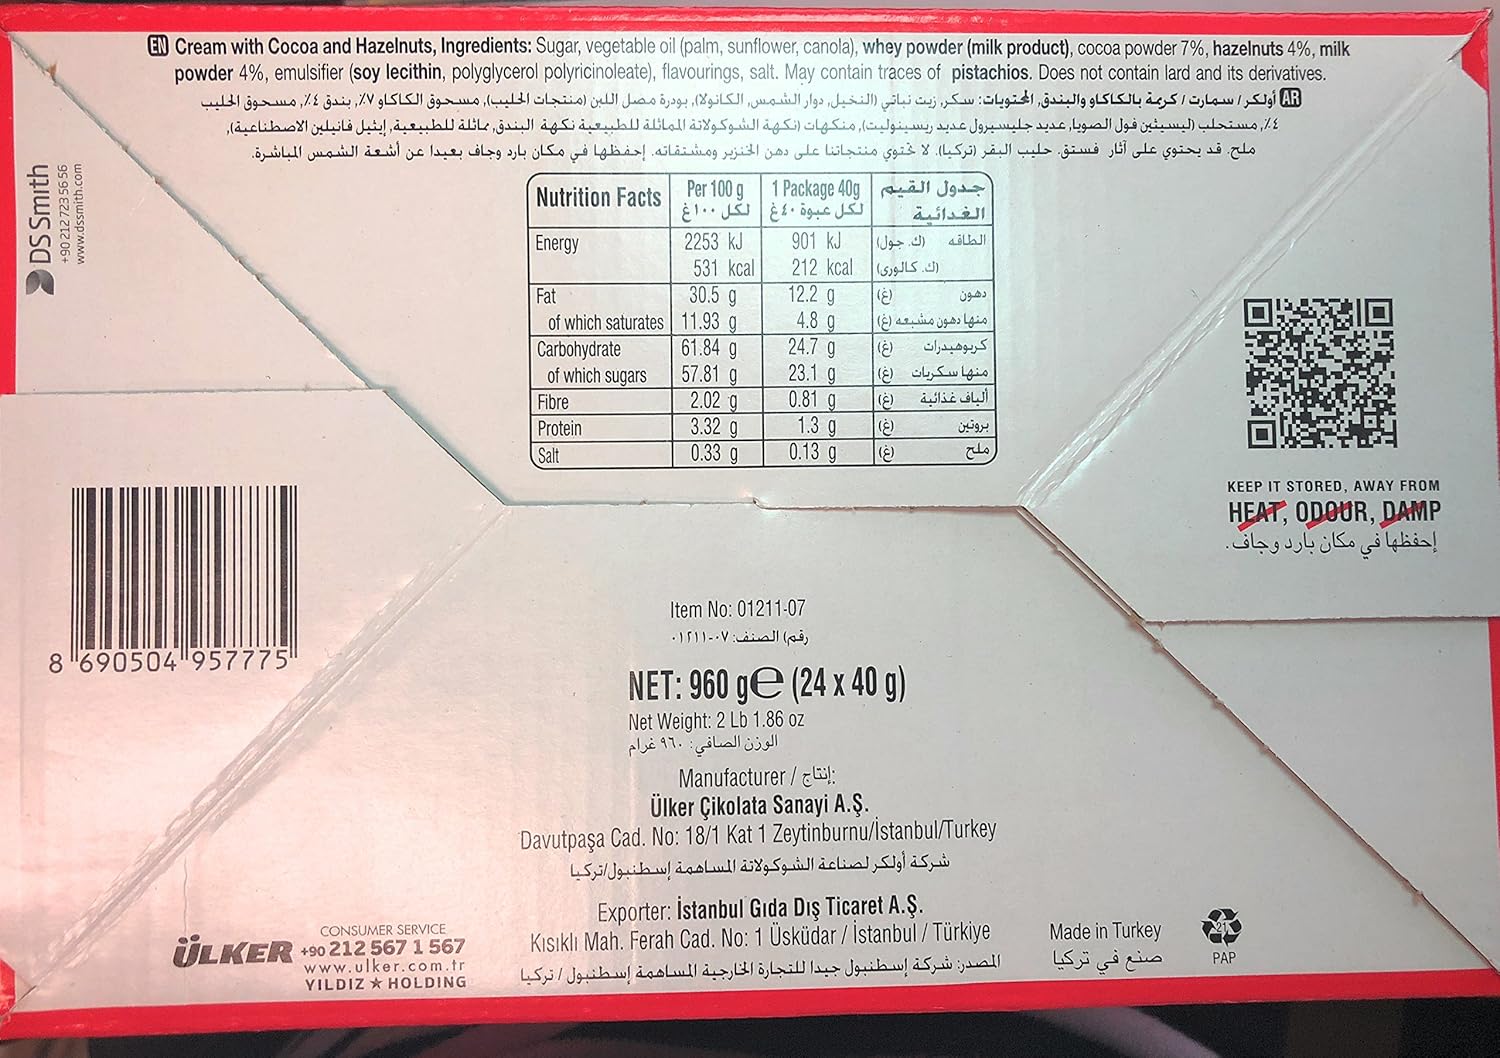 EN Cream with Cocoa and Hazelnuts, Ingredients: Sugar, vegetable oil (palm, sunflower, canola), whey powder (milk product), cocoa powder 7%, hazelnuts 4%, milk
powder 4%, emulsifier (soy lecithin, polyglycerol polyricinoleate), flavourings, salt. May contain traces of pistachios. Does not contain lard and its derivatives.
AR أولكر / سمارت / كريمة بالكاكاو والبندق, المحتويات: سكر, زيت نباتي (النخيل, دوار الشمس, الكانولا), بودرة مصل اللبن (منتجات الحليب), مسحوق الكاكاو ٧٪, بندق ٤٪, مسحوق الحليب
٤٪, مستحلب (ليسيثين فول الصويا, عديد جليسيرول عديد ريسينوليت), منكهات (نكهة الشوكولاتة المماثلة للطبيعية نكهة البندق, مماثلة للطبيعية, إيثيل فانيلين الاصطناعية),
ملح. قد يحتوي على آثار فستق. حليب البقر (تركيا). لا تحتوي منتجاتنا على دهن الخنزير ومشتقاته. إحفظها في مكان بارد وجاف بعيدا عن أشعة الشمس المباشرة.
DS Smith
+90 212 723 56 56
www.dssmith.com
Nutrition Facts Per 100 g 1 Package 40g جدول القيم
لكل ١٠٠غ لكل عبوة ٤٠غ الغذائية
Energy 2253 kJ 901 kJ الطاقه (ك. جول)
531 kcal 212 kcal (ك. كالورى)
Fat 30.5 g 12.2 g دهون (غ)
of which saturates 11.93 g 4.8 g منها دهون مشبعه (غ)
Carbohydrate 61.84 g 24.7 g كربوهيدرات (غ)
of which sugars 57.81 g 23.1 g منها سكريات (غ)
Fibre 2.02 g 0.81 g ألياف غذائية (غ)
Protein 3.32 g 1.3 g بروتين (غ)
Salt 0.33 g 0.13 g ملح (غ)
KEEP IT STORED, AWAY FROM
HEAT, ODOUR, DAMP
إحفظها في مكان بارد وجاف.
8 690504 957775
Item No: 01211-07
رقم) الصنف: ٠٧-٠١٢١١
NET: 960 g℮ (24 x 40 g)
Net Weight: 2 Lb 1.86 oz
الوزن الصافي: ٩٦٠ غرام
Manufacturer / إنتاج:
Ülker Çikolata Sanayi A.Ş.
Davutpaşa Cad. No: 18/1 Kat 1 Zeytinburnu/İstanbul/Turkey
شركة أولكر لصناعة الشوكولاتة المساهمة إسطنبول/تركيا
Exporter: İstanbul Gıda Dış Ticaret A.Ş.
Kısıklı Mah. Ferah Cad. No: 1 Üsküdar / İstanbul / Türkiye
المصدر: شركة إسطنبول جيدا للتجارة الخارجية المساهمة إسطنبول / تركيا
ÜLKER
CONSUMER SERVICE
+90 212 567 1 567
www.ulker.com.tr
YILDIZ ★ HOLDING
Made in Turkey
صنع في تركيا
21
PAP